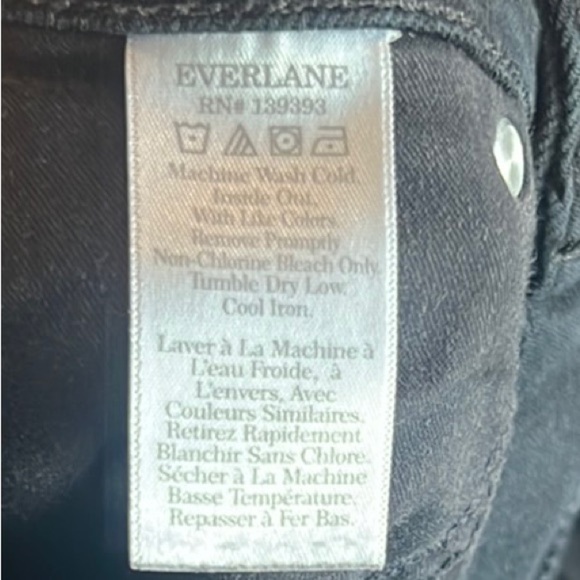 EVERLANE
RN# 139393
Machine Wash Cold.
Inside Out.
With Like Colors.
Remove Promptly
Non-Chlorine Bleach Only.
Tumble Dry Low.
Cool Iron.
Laver à La Machine à
L'eau Froide, à
L'envers, Avec
Couleurs Similaires.
Retirez Rapidement
Blanchir Sans Chlore.
Sécher à La Machine
Basse Température.
Repasser à Fer Bas.